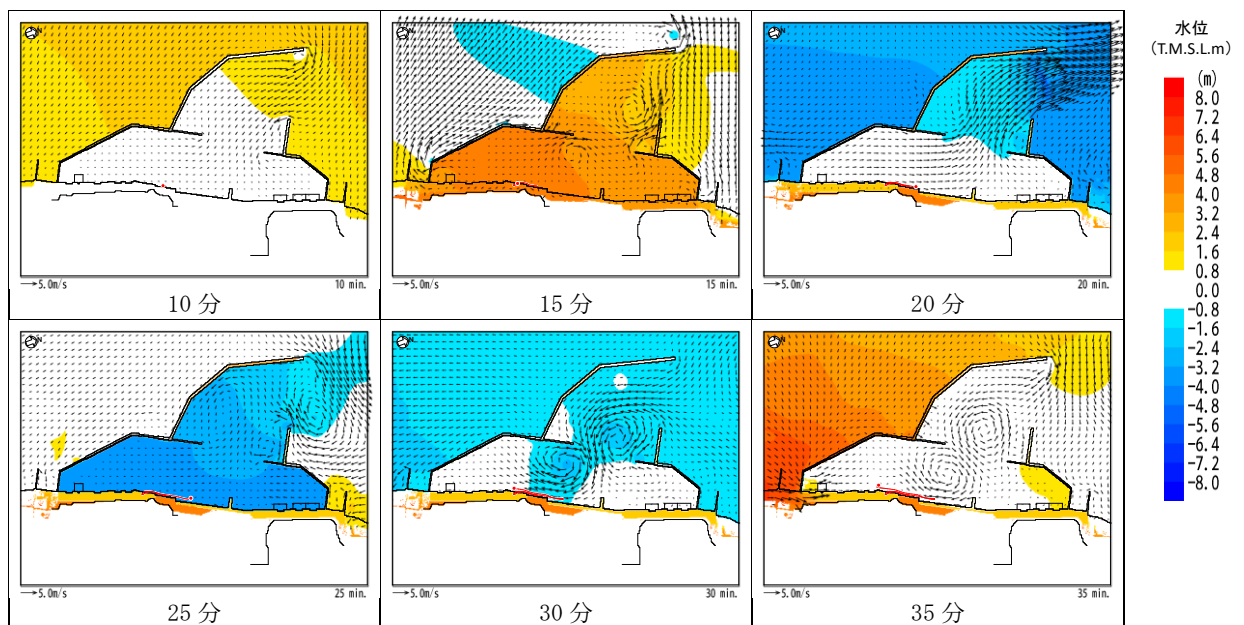 水位
(T.M.S.L.m)
(m)
8.0
7.2
6.4
5.6
4.8
4.0
3.2
2.4
1.6
0.8
0.0
-0.8
-1.6
-2.4
-3.2
-4.0
-4.8
-5.6
-6.4
-7.2
-8.0
N
5.0m/s
10 min.
10 分
N
5.0m/s
15 min.
15 分
N
5.0m/s
20 min.
20 分
N
5.0m/s
25 min.
25 分
N
5.0m/s
30 min.
30 分
N
5.0m/s
35 min.
35 分